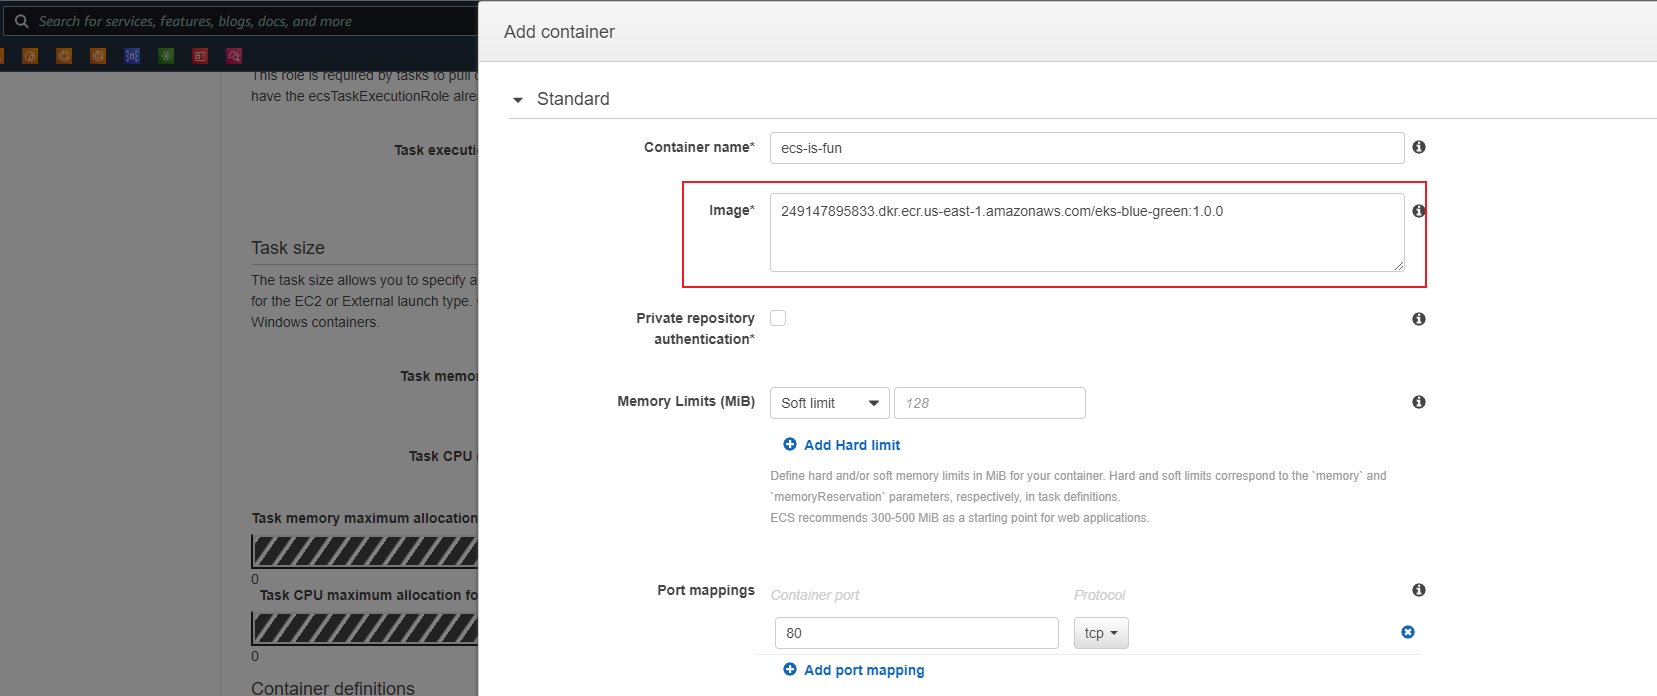 Search for services, features, blogs, docs, and more
This role is required by tasks to pull
have the ecsTaskExecutionRole
Task
Task size
The task size allows you to specify
for the EC2 or External launch type.
Windows containers.
Task
Task CPU
Task memory maximum allocation
0
Task CPU maximum allocation
0
Container definitions
Add container
Standard
Container name*
ecs-is-fun
Image*
249147895833.dkr.ecr.us-east-1.amazonaws.com/eks-blue-green:1.0.0
Private repository
authentication*
Memory Limits (MiB)
Soft limit
128
Add Hard limit
Define hard and/or soft memory limits in MiB for your container. Hard and soft limits correspond to the `memory` and
`memoryReservation` parameters, respectively, in task definitions.
ECS recommends 300-500 MiB as a starting point for web applications.
Port mappings
Container port
Protocol
80
tcp
Add port mapping